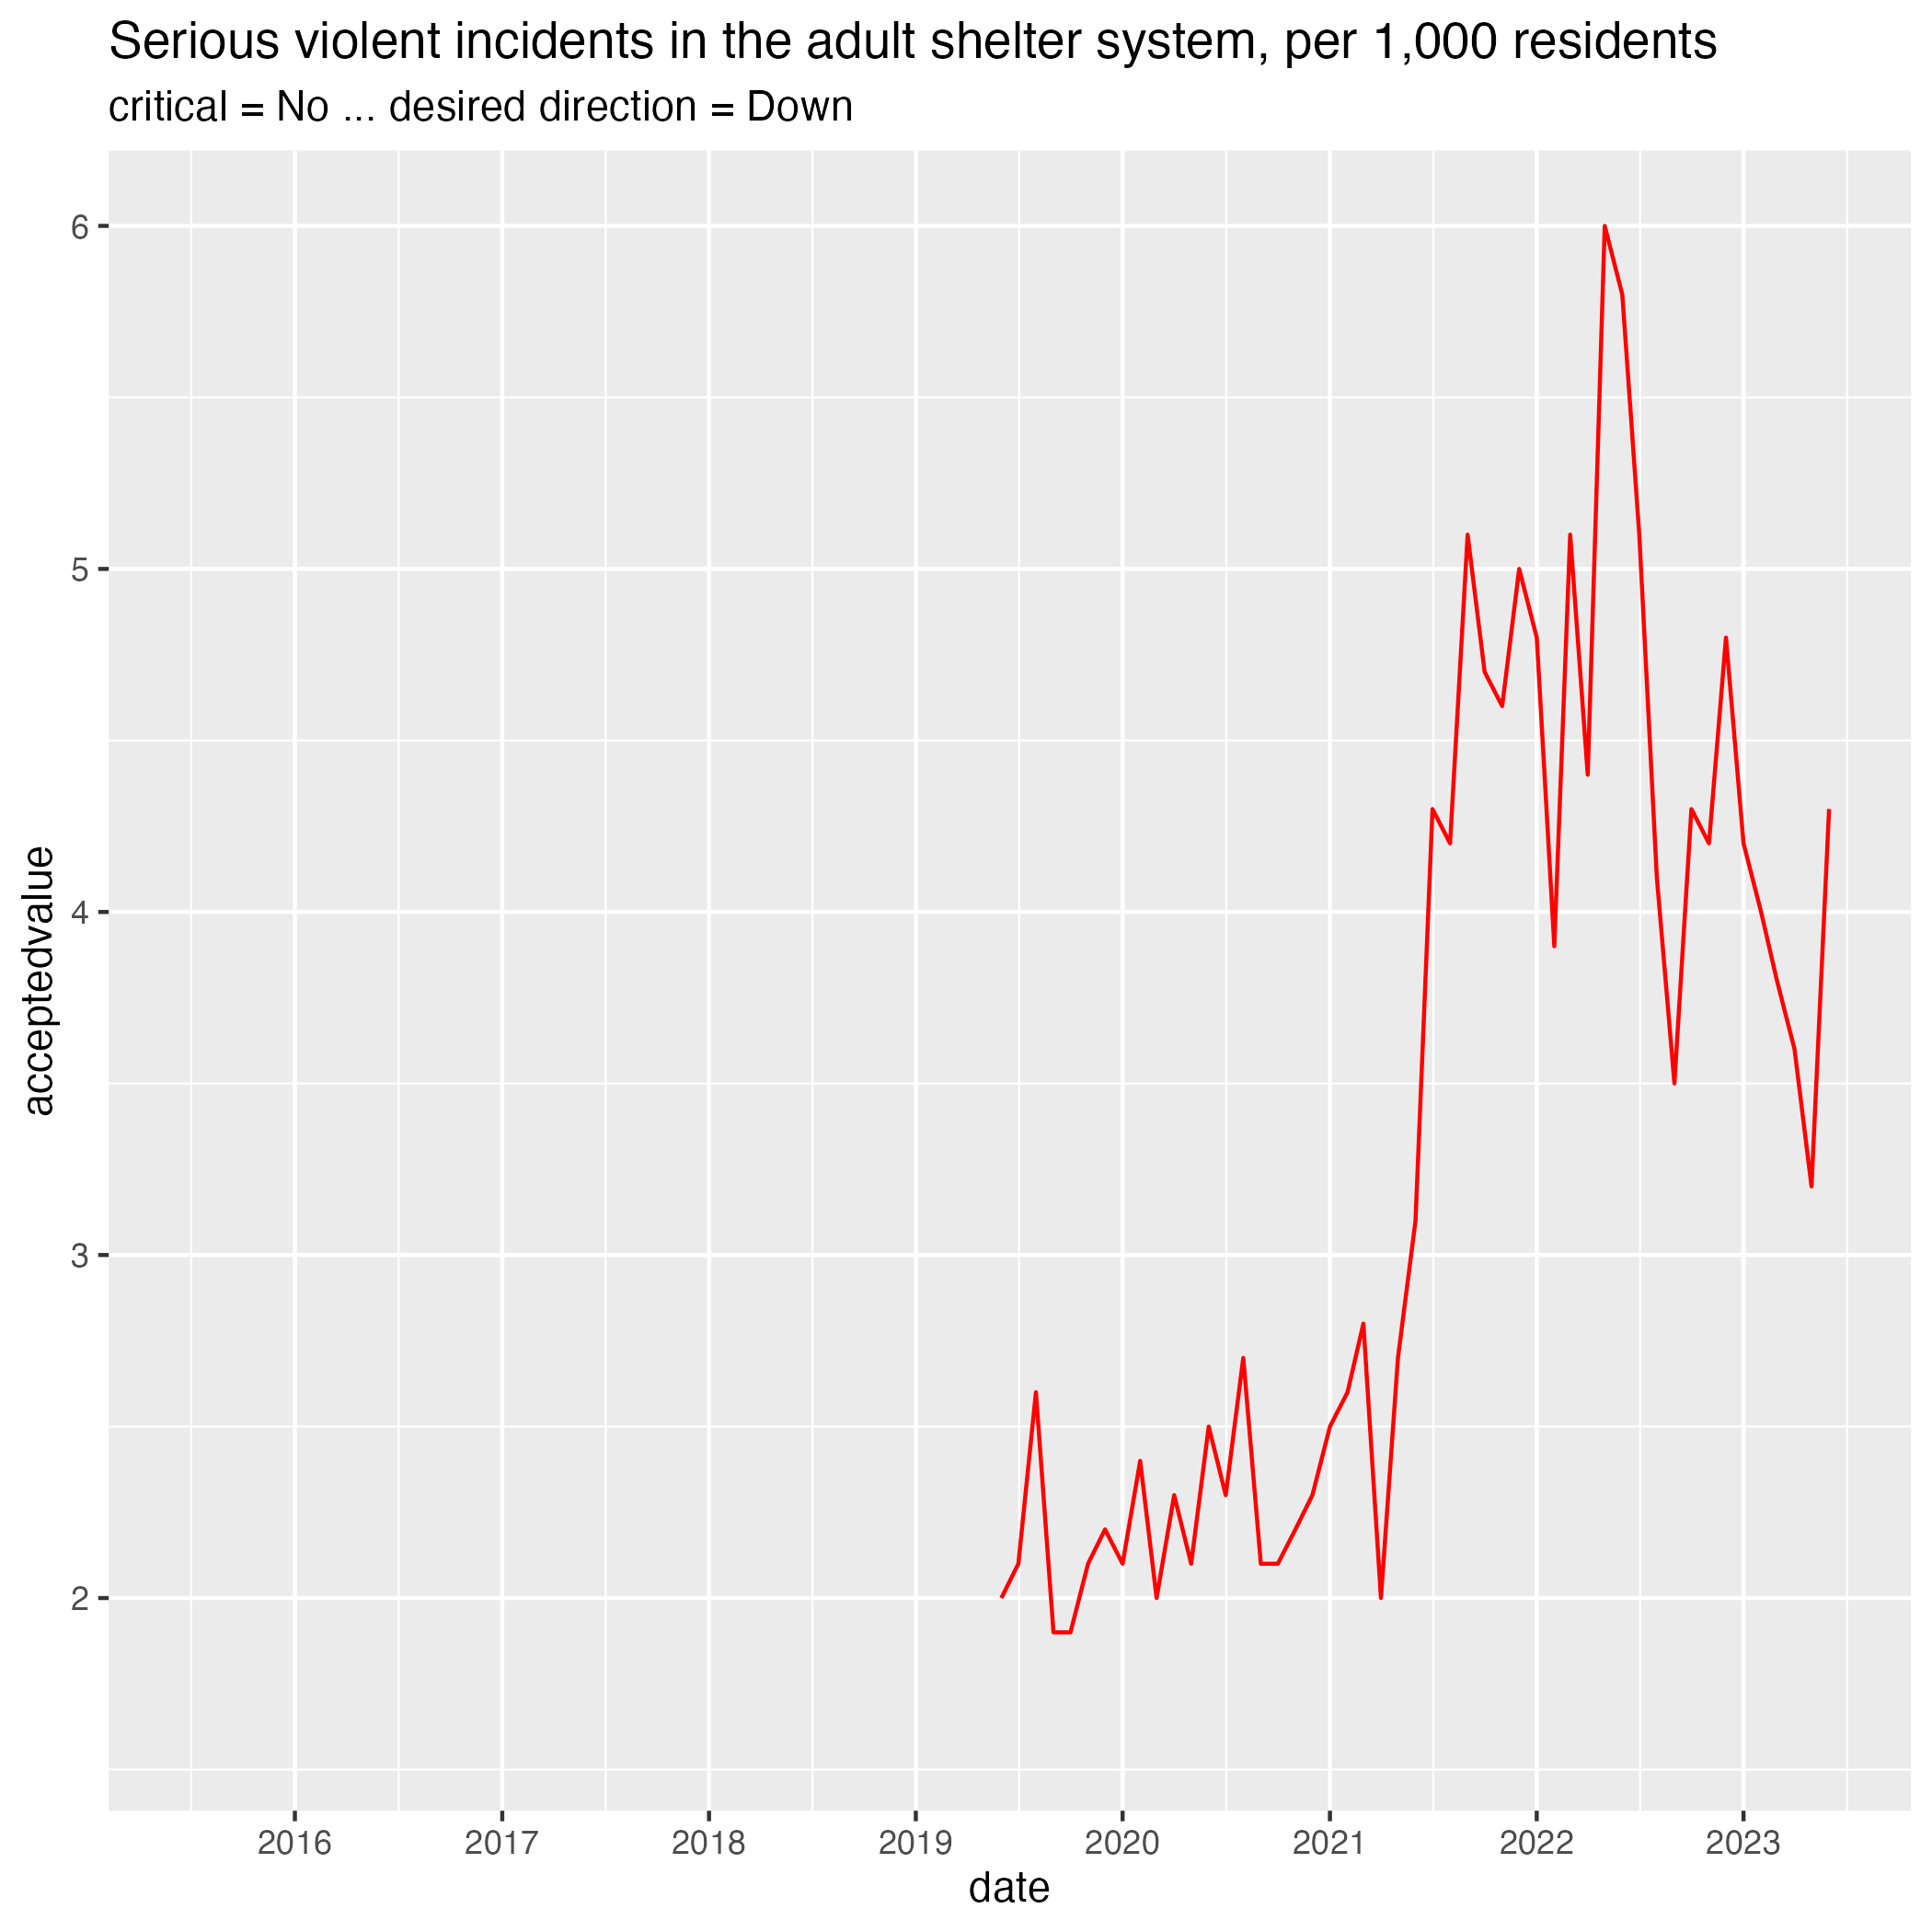 Serious violent incidents in the adult shelter system, per 1,000 residents
critical = No ... desired direction = Down
6
5
4
3
2
acceptedvalue
2016 2017 2018 2019 2020 2021 2022 2023
date